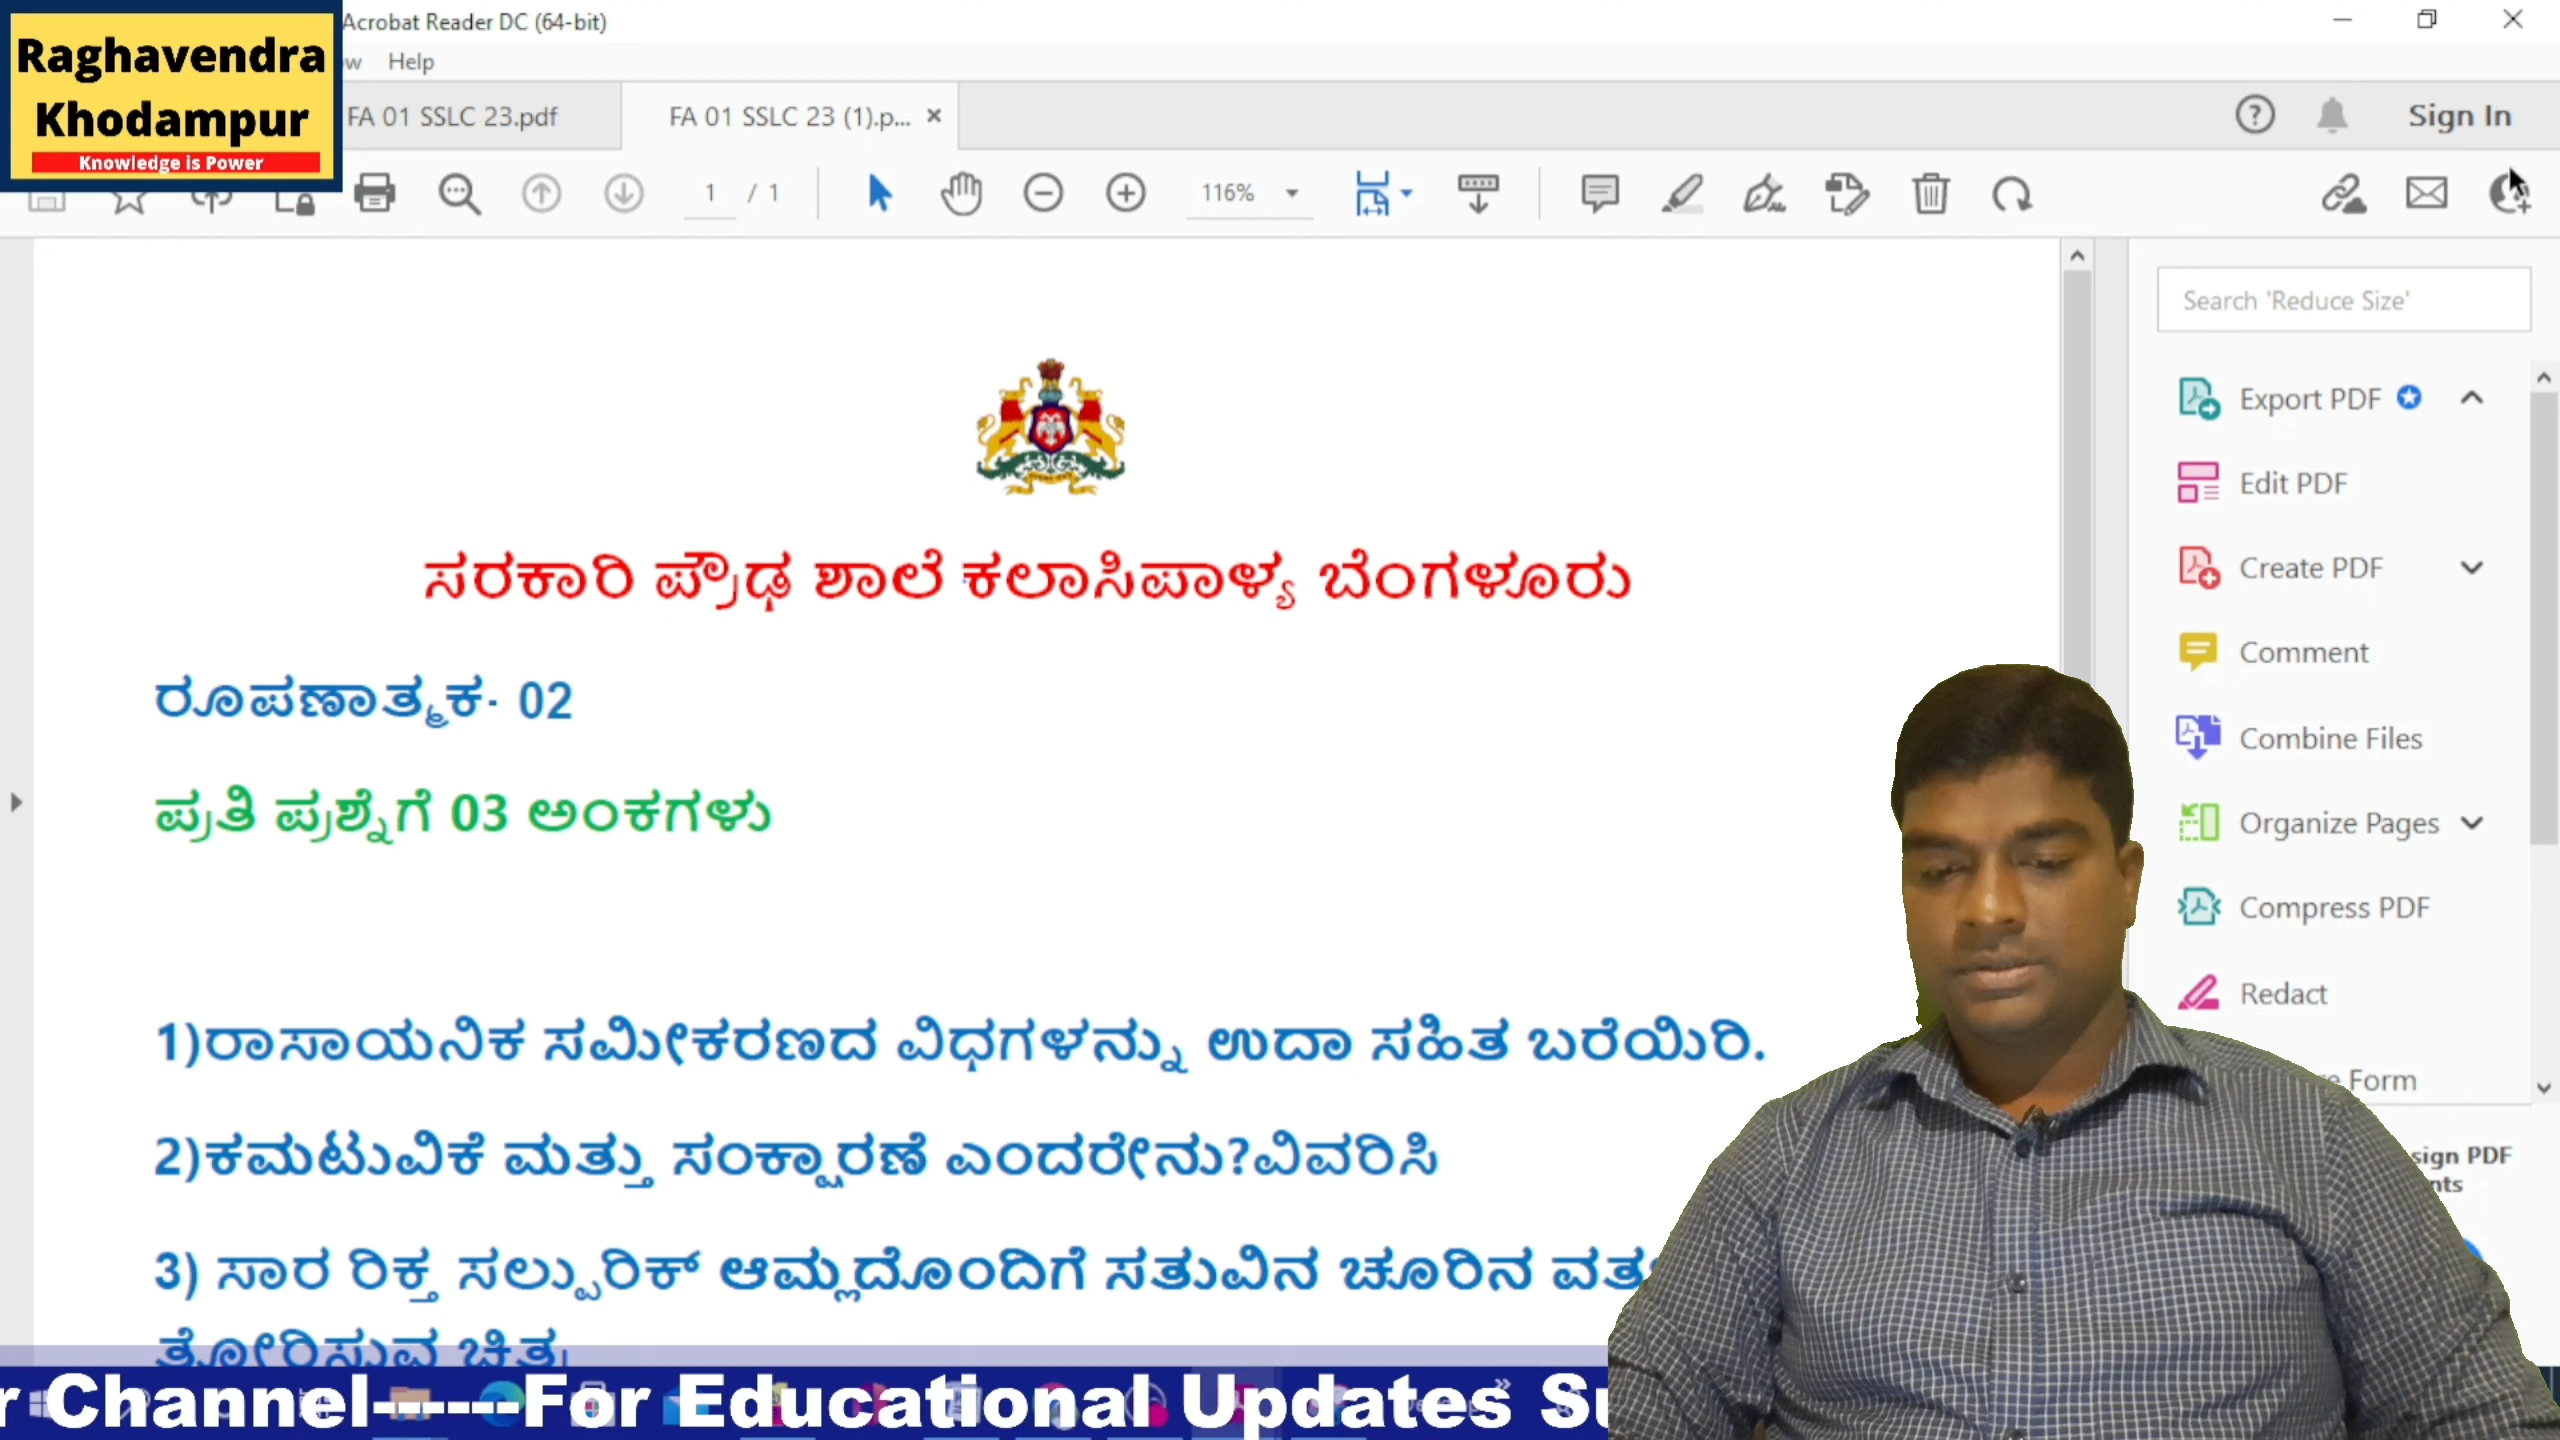 Raghavendra
Khodampur
Knowledge is Power
Acrobat Reader DC (64-bit)
Help
FA 01 SSLC 23.pdf
FA 01 SSLC 23 (1).p...
Sign In
1 / 1
116%
Search 'Reduce Size'
Export PDF
Edit PDF
Create PDF
Comment
Combine Files
Organize Pages
Compress PDF
Redact
Form
sign PDF
ಸರಕಾರಿ ಪ್ರೌಢ ಶಾಲೆ ಕಲಾಸಿಪಾಳ್ಯ ಬೆಂಗಳೂರು
ರೂಪಣಾತ್ಮಕ- 02
ಪ್ರತಿ ಪ್ರಶ್ನೆಗೆ 03 ಅಂಕಗಳು
1)ರಾಸಾಯನಿಕ ಸಮೀಕರಣದ ವಿಧಗಳನ್ನು ಉದಾ ಸಹಿತ ಬರೆಯಿರಿ.
2)ಕಮಟುವಿಕೆ ಮತ್ತು ಸಂಕ್ಷಾರಣೆ ಎಂದರೇನು?ವಿವರಿಸಿ
3) ಸಾರ ರಿಕ್ತ ಸಲ್ಪುರಿಕ್ ಆಮ್ಲದೊಂದಿಗೆ ಸತುವಿನ ಚೂರಿನ
ತೋರಿಸುವ ಚಿತ್ರ
r Channel------For Educational Updates Su